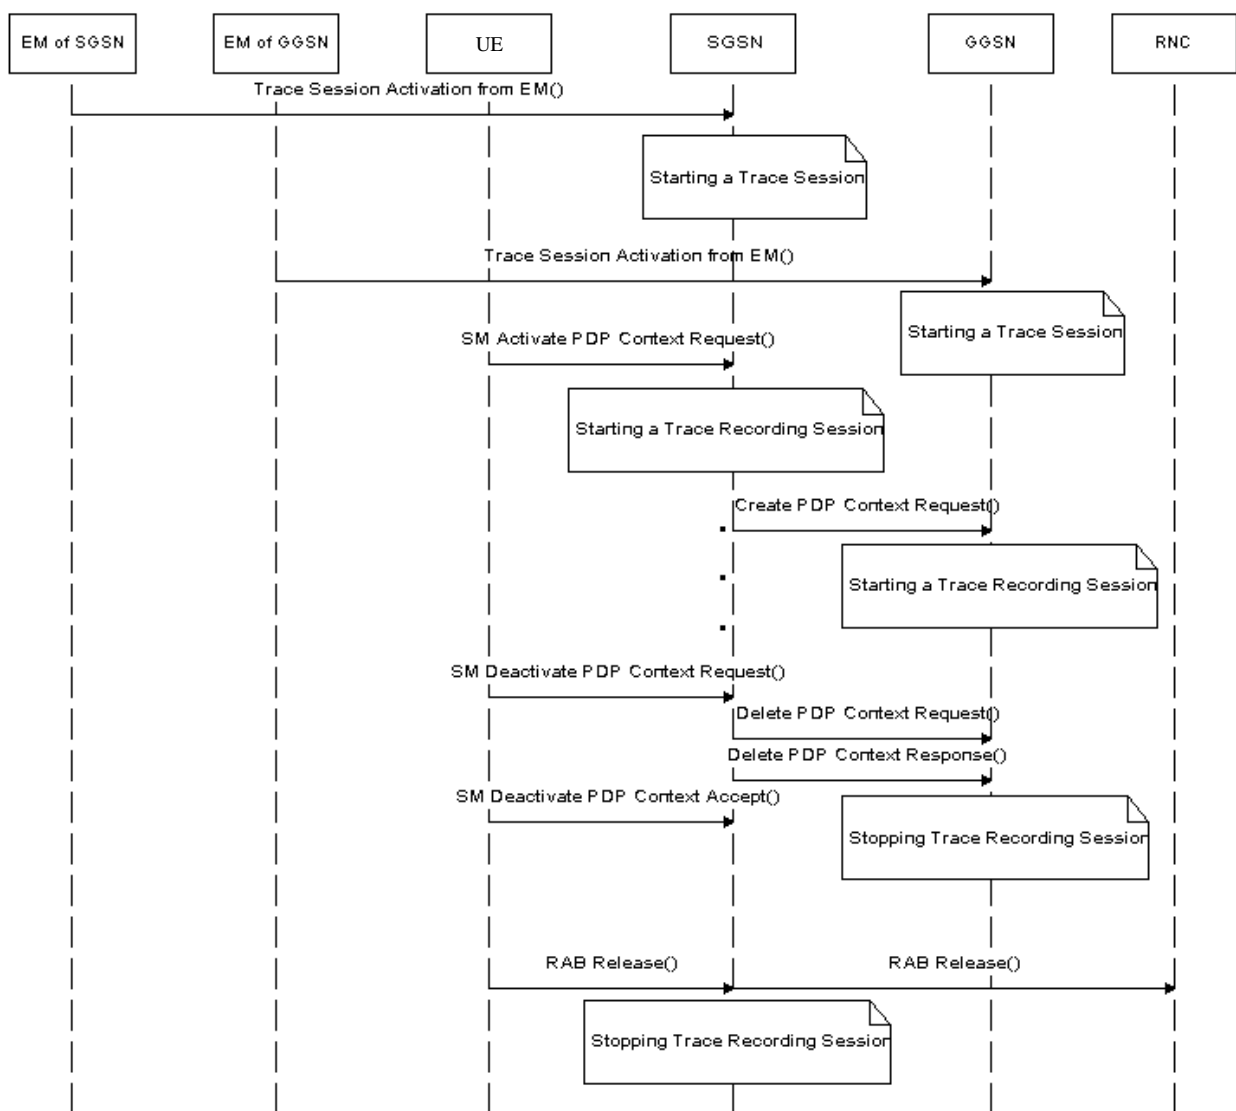 EM of SGSN
EM of GGSN
UE
SGSN
GGSN
RNC
Trace Session Activation from EM()
Starting a Trace Session
Trace Session Activation from EM()
Starting a Trace Session
SM Activate PDP Context Request()
Starting a Trace Recording Session
Create PDP Context Request()
Starting a Trace Recording Session
SM Deactivate PDP Context Request()
Delete PDP Context Request()
Delete PDP Context Response()
SM Deactivate PDP Context Accept()
Stopping Trace Recording Session
RAB Release()
RAB Release()
Stopping Trace Recording Session